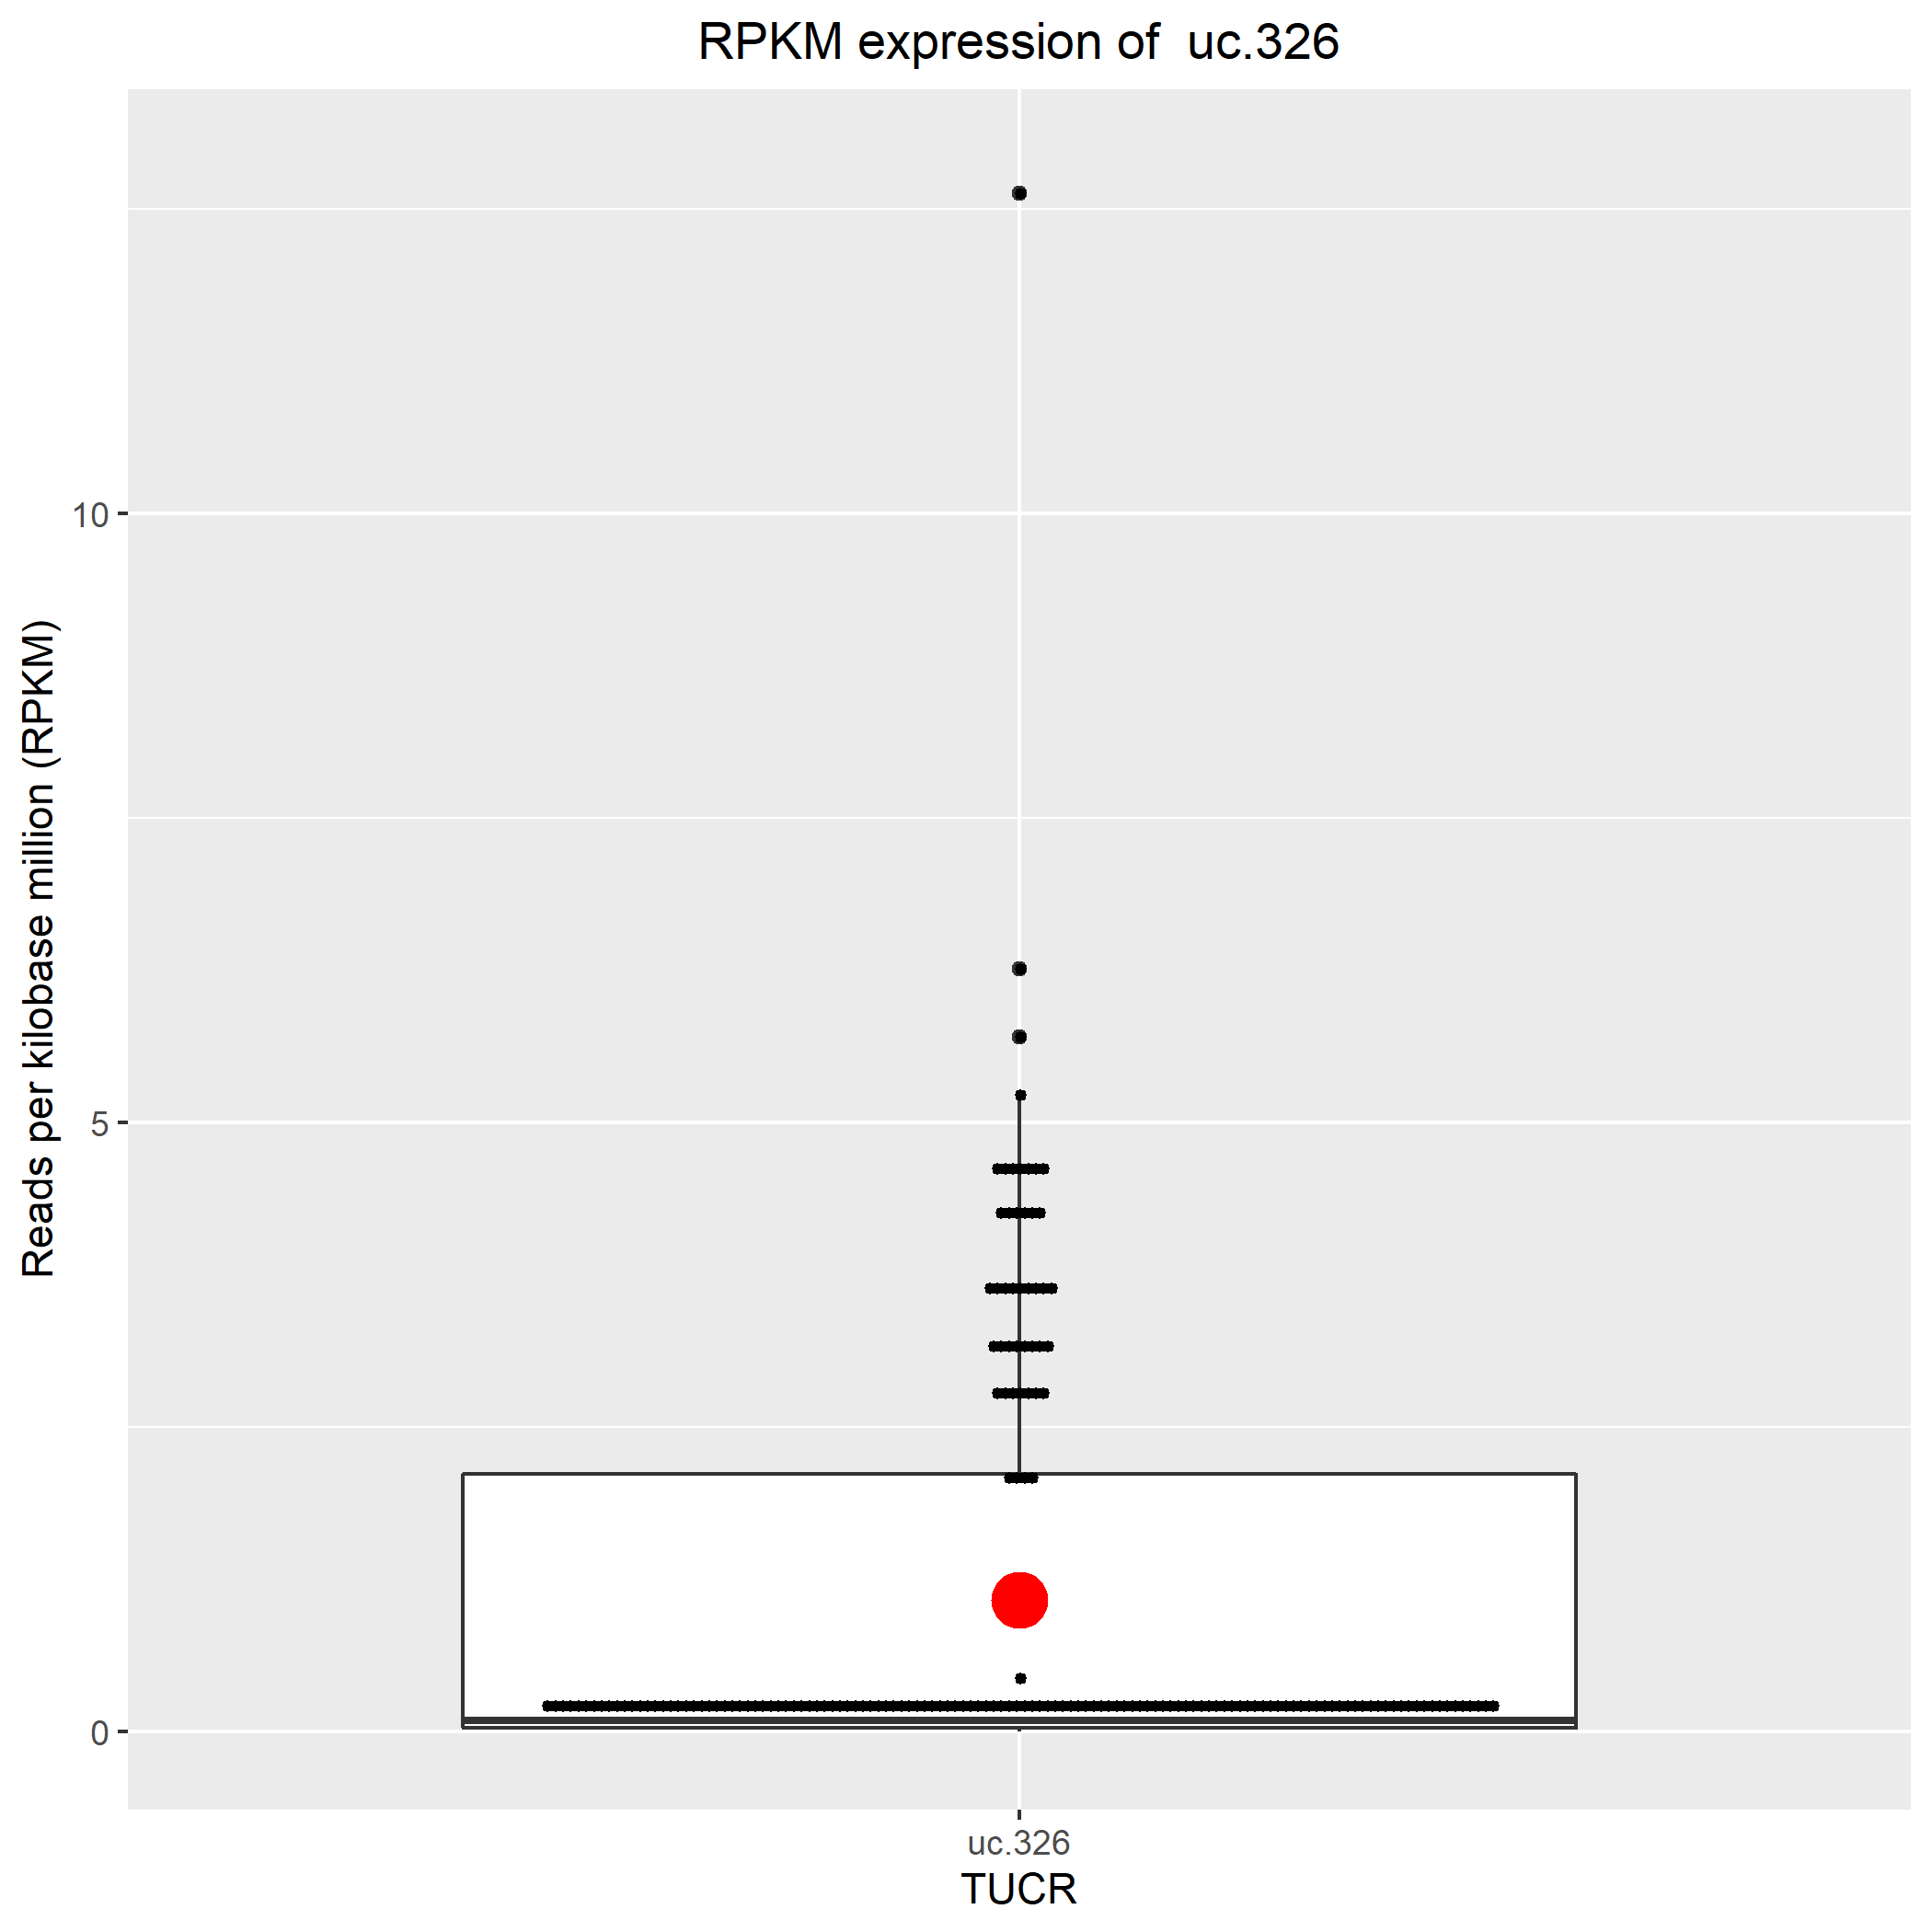 RPKM expression of  uc.326
Reads per kilobase million (RPKM)
10
5
0
uc.326
TUCR